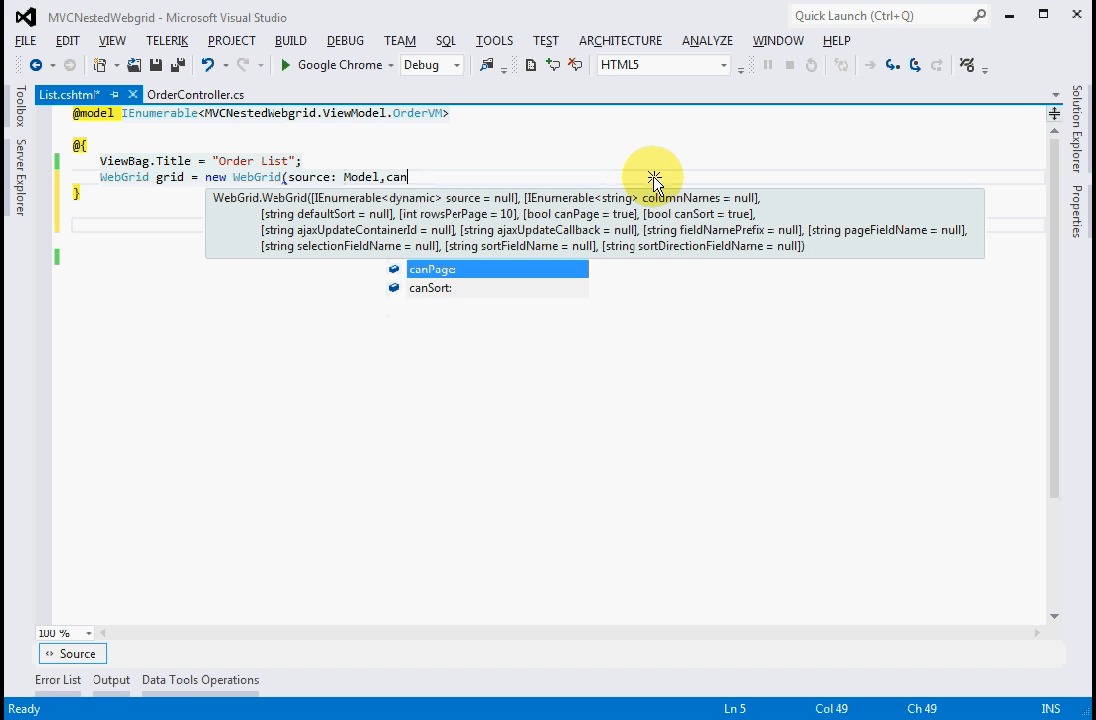 MVCNestedWebgrid - Microsoft Visual Studio
Quick Launch (Ctrl+Q)
FILE EDIT VIEW TELERIK PROJECT BUILD DEBUG TEAM SQL TOOLS TEST ARCHITECTURE ANALYZE WINDOW HELP
Google Chrome Debug HTML5
List.cshtml* OrderController.cs
Toolbox
Server Explorer
Solution Explorer
Properties
@model IEnumerable<MVCNestedWebgrid.ViewModel.OrderVM>
@{
ViewBag.Title = "Order List";
WebGrid grid = new WebGrid(source: Model,can
}
WebGrid.WebGrid([IEnumerable<dynamic> source = null], [IEnumerable<string> columnNames = null],
[string defaultSort = null], [int rowsPerPage = 10], [bool canPage = true], [bool canSort = true],
[string ajaxUpdateContainerId = null], [string ajaxUpdateCallback = null], [string fieldNamePrefix = null], [string pageFieldName = null],
[string selectionFieldName = null], [string sortFieldName = null], [string sortDirectionFieldName = null])
canPage:
canSort:
100 %
Source
Error List Output Data Tools Operations
Ready Ln 5 Col 49 Ch 49 INS